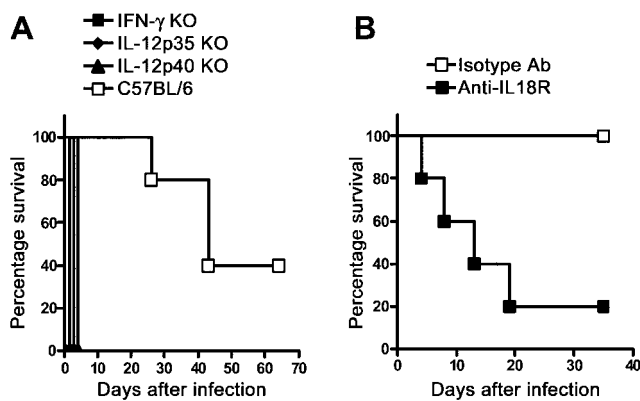 A
IFN-γ KO
IL-12p35 KO
IL-12p40 KO
C57BL/6
Percentage survival
100
80
60
40
20
0
0 10 20 30 40 50 60 70
Days after infection
B
Isotype Ab
Anti-IL18R
Percentage survival
100
80
60
40
20
0
0 10 20 30 40
Days after infection